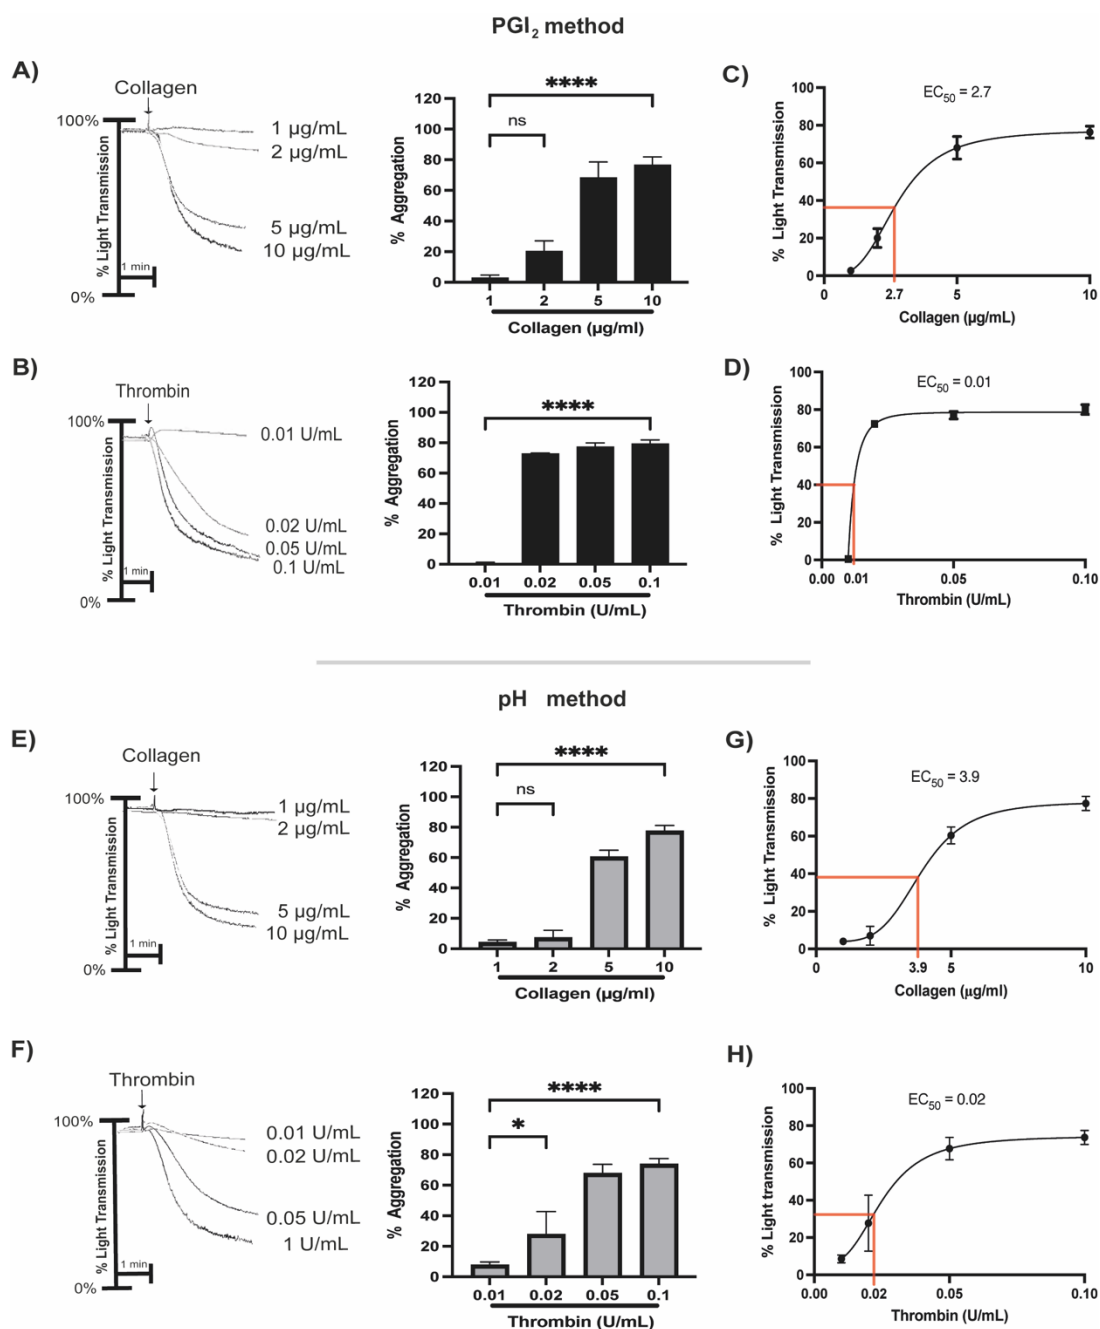 PGI2 method
A)
Collagen
100%
% Light Transmission
1 min
0%
1 µg/mL
2 µg/mL
5 µg/mL
10 µg/mL
% Aggregation
120
100
80
60
40
20
0
ns
****
1 2 5 10
Collagen (µg/ml)
C)
EC50 = 2.7
% Light Transmission
100
80
60
40
20
0
0 2.7 5 10
Collagen (µg/mL)
B)
Thrombin
100%
% Light Transmission
1 min
0%
0.01 U/mL
0.02 U/mL
0.05 U/mL
0.1 U/mL
% Aggregation
120
100
80
60
40
20
0
****
0.01 0.02 0.05 0.1
Thrombin (U/mL)
D)
EC50 = 0.01
% Light Transmission
100
80
60
40
20
0
0.00 0.01 0.05 0.10
Thrombin (U/mL)
pH method
E)
Collagen
100%
% Light Transmission
1 min
0%
1 µg/mL
2 µg/mL
5 µg/mL
10 µg/mL
% Aggregation
120
100
80
60
40
20
0
ns
****
1 2 5 10
Collagen (µg/ml)
G)
EC50 = 3.9
% Light Transmission
100
80
60
40
20
0
0 3.9 5 10
Collagen (µg/ml)
F)
Thrombin
100%
% Light Transmission
1 min
0%
0.01 U/mL
0.02 U/mL
0.05 U/mL
1 U/mL
% Aggregation
120
100
80
60
40
20
0
*
****
0.01 0.02 0.05 0.1
Thrombin (U/mL)
H)
EC50 = 0.02
% Light transmission
100
80
60
40
20
0
0.00 0.02 0.05 0.10
Thrombin (U/mL)